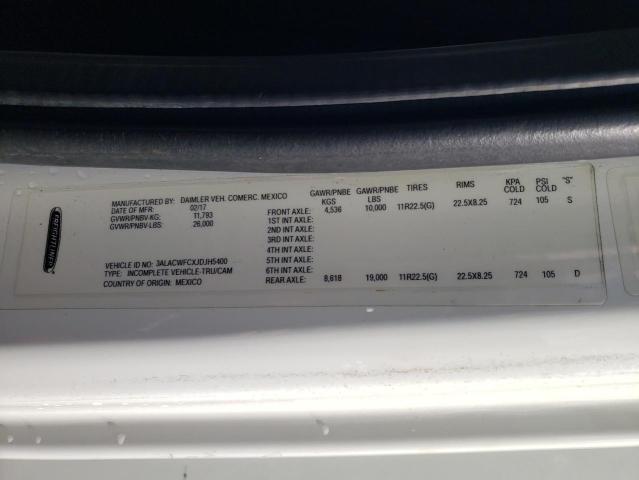 FREIGHTLINER
MANUFACTURED BY: DAIMLER VEH. COMERC. MEXICO
DATE OF MFR: 02/17
GVWR/PNBV-KG: 11,793
GVWR/PNBV-LBS: 26,000
VEHICLE ID NO.: 3ALACWFCXJDJH5400
TYPE: INCOMPLETE VEHICLE-TRU/CAM
COUNTRY OF ORIGIN: MEXICO
GAWR/PNBE KGS GAWR/PNBE LBS TIRES RIMS KPA COLD PSI COLD "S"
FRONT AXLE: 4,536 10,000 11R22.5(G) 22.5X8.25 724 105 S
1ST INT AXLE:
2ND INT AXLE:
3RD INT AXLE:
4TH INT AXLE:
5TH INT AXLE:
6TH INT AXLE:
REAR AXLE: 8,618 19,000 11R22.5(G) 22.5X8.25 724 105 D